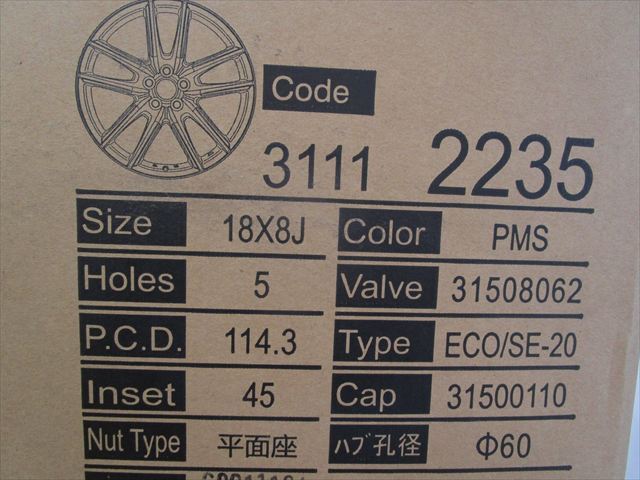 Code
3111 2235
Size 18X8J Color PMS
Holes 5 Valve 31508062
P.C.D. 114.3 Type ECO/SE-20
Inset 45 Cap 31500110
Nut Type 平面座 ハブ孔径 Φ60